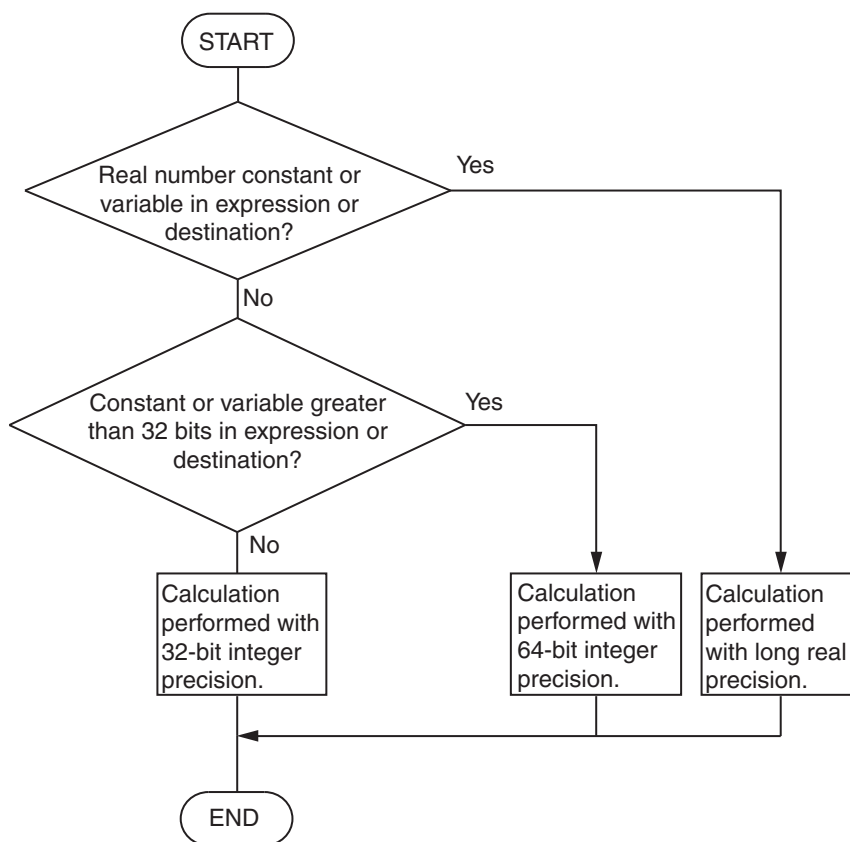 START
Real number constant or
variable in expression or
destination?
Yes
No
Constant or variable greater
than 32 bits in expression or
destination?
Yes
No
Calculation
performed with
32-bit integer
precision.
Calculation
performed with
64-bit integer
precision.
Calculation
performed
with long real
precision.
END